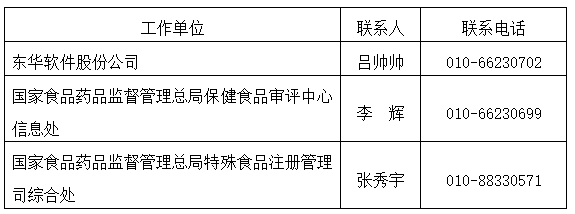 工作单位 联系人 联系电话
东华软件股份公司 吕帅帅 010-66230702
国家食品药品监督管理总局保健食品审评中心
信息处 李 辉 010-66230699
国家食品药品监督管理总局特殊食品注册管理
司综合处 张秀宇 010-88330571